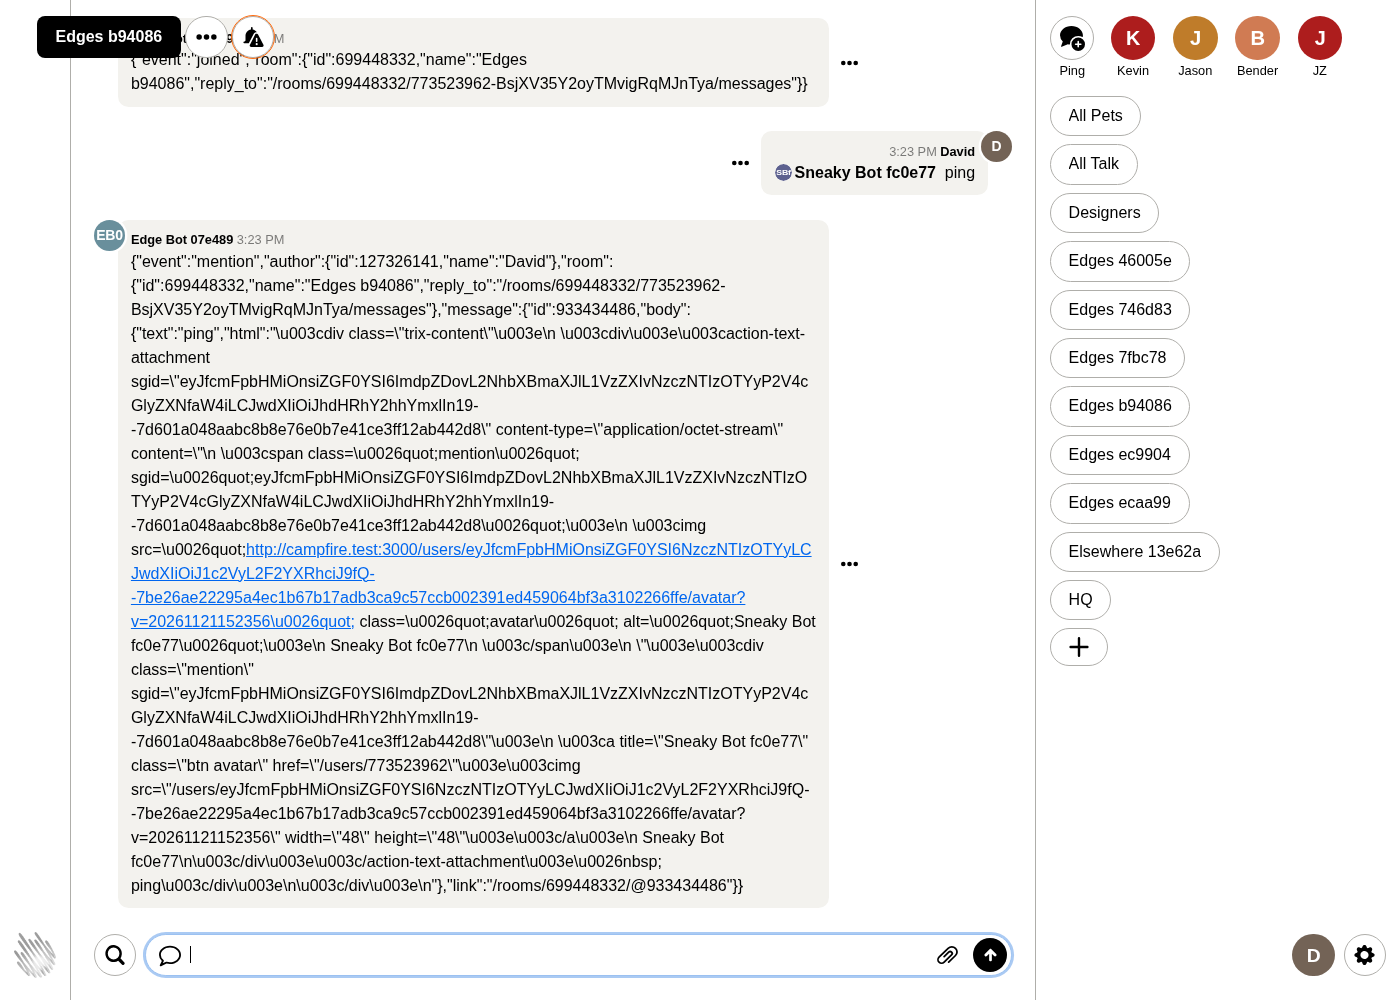 Edges b94086
{"event":"joined","room":{"id":699448332,"name":"Edges
b94086","reply_to":"/rooms/699448332/773523962-BsjXV35Y2oyTMvigRqMJnTya/messages"}}
3:23 PM David
SBf Sneaky Bot fc0e77 ping
D
EB0
Edge Bot 07e489 3:23 PM
{"event":"mention","author":{"id":127326141,"name":"David"},"room":
{"id":699448332,"name":"Edges b94086","reply_to":"/rooms/699448332/773523962-
BsjXV35Y2oyTMvigRqMJnTya/messages"},"message":{"id":933434486,"body":
{"text":"ping","html":"\u003cdiv class=\"trix-content\"\u003e\n \u003cdiv\u003e\u003caction-text-
attachment
sgid=\"eyJfcmFpbHMiOnsiZGF0YSI6ImdpZDovL2NhbXBmaXJlL1VzZXIvNzczNTIzOTYyP2V4c
GlyZXNfaW4iLCJwdXIiOiJhdHRhY2hhYmxlIn19-
-7d601a048aabc8b8e76e0b7e41ce3ff12ab442d8\" content-type=\"application/octet-stream\"
content=\"\n \u003cspan class=\u0026quot;mention\u0026quot;
sgid=\u0026quot;eyJfcmFpbHMiOnsiZGF0YSI6ImdpZDovL2NhbXBmaXJlL1VzZXIvNzczNTIzO
TYyP2V4cGlyZXNfaW4iLCJwdXIiOiJhdHRhY2hhYmxlIn19-
-7d601a048aabc8b8e76e0b7e41ce3ff12ab442d8\u0026quot;\u003e\n \u003cimg
src=\u0026quot;http://campfire.test:3000/users/eyJfcmFpbHMiOnsiZGF0YSI6NzczNTIzOTYyLC
JwdXIiOiJ1c2VyL2F2YXRhciJ9fQ-
-7be26ae22295a4ec1b67b17adb3ca9c57ccb002391ed459064bf3a3102266ffe/avatar?
v=20261121152356\u0026quot; class=\u0026quot;avatar\u0026quot; alt=\u0026quot;Sneaky Bot
fc0e77\u0026quot;\u003e\n Sneaky Bot fc0e77\n \u003c/span\u003e\n \"\u003e\u003cdiv
class=\"mention\"
sgid=\"eyJfcmFpbHMiOnsiZGF0YSI6ImdpZDovL2NhbXBmaXJlL1VzZXIvNzczNTIzOTYyP2V4c
GlyZXNfaW4iLCJwdXIiOiJhdHRhY2hhYmxlIn19-
-7d601a048aabc8b8e76e0b7e41ce3ff12ab442d8\"\u003e\n \u003ca title=\"Sneaky Bot fc0e77\"
class=\"btn avatar\" href=\"/users/773523962\"\u003e\u003cimg
src=\"/users/eyJfcmFpbHMiOnsiZGF0YSI6NzczNTIzOTYyLCJwdXIiOiJ1c2VyL2F2YXRhciJ9fQ-
-7be26ae22295a4ec1b67b17adb3ca9c57ccb002391ed459064bf3a3102266ffe/avatar?
v=20261121152356\" width=\"48\" height=\"48\"\u003e\u003c/a\u003e\n Sneaky Bot
fc0e77\n\u003c/div\u003e\u003c/action-text-attachment\u003e\u0026nbsp;
ping\u003c/div\u003e\n\u003c/div\u003e\n"},"link":"/rooms/699448332/@933434486"}}
K
J
B
J
Ping
Kevin
Jason
Bender
JZ
All Pets
All Talk
Designers
Edges 46005e
Edges 746d83
Edges 7fbc78
Edges b94086
Edges ec9904
Edges ecaa99
Elsewhere 13e62a
HQ
D